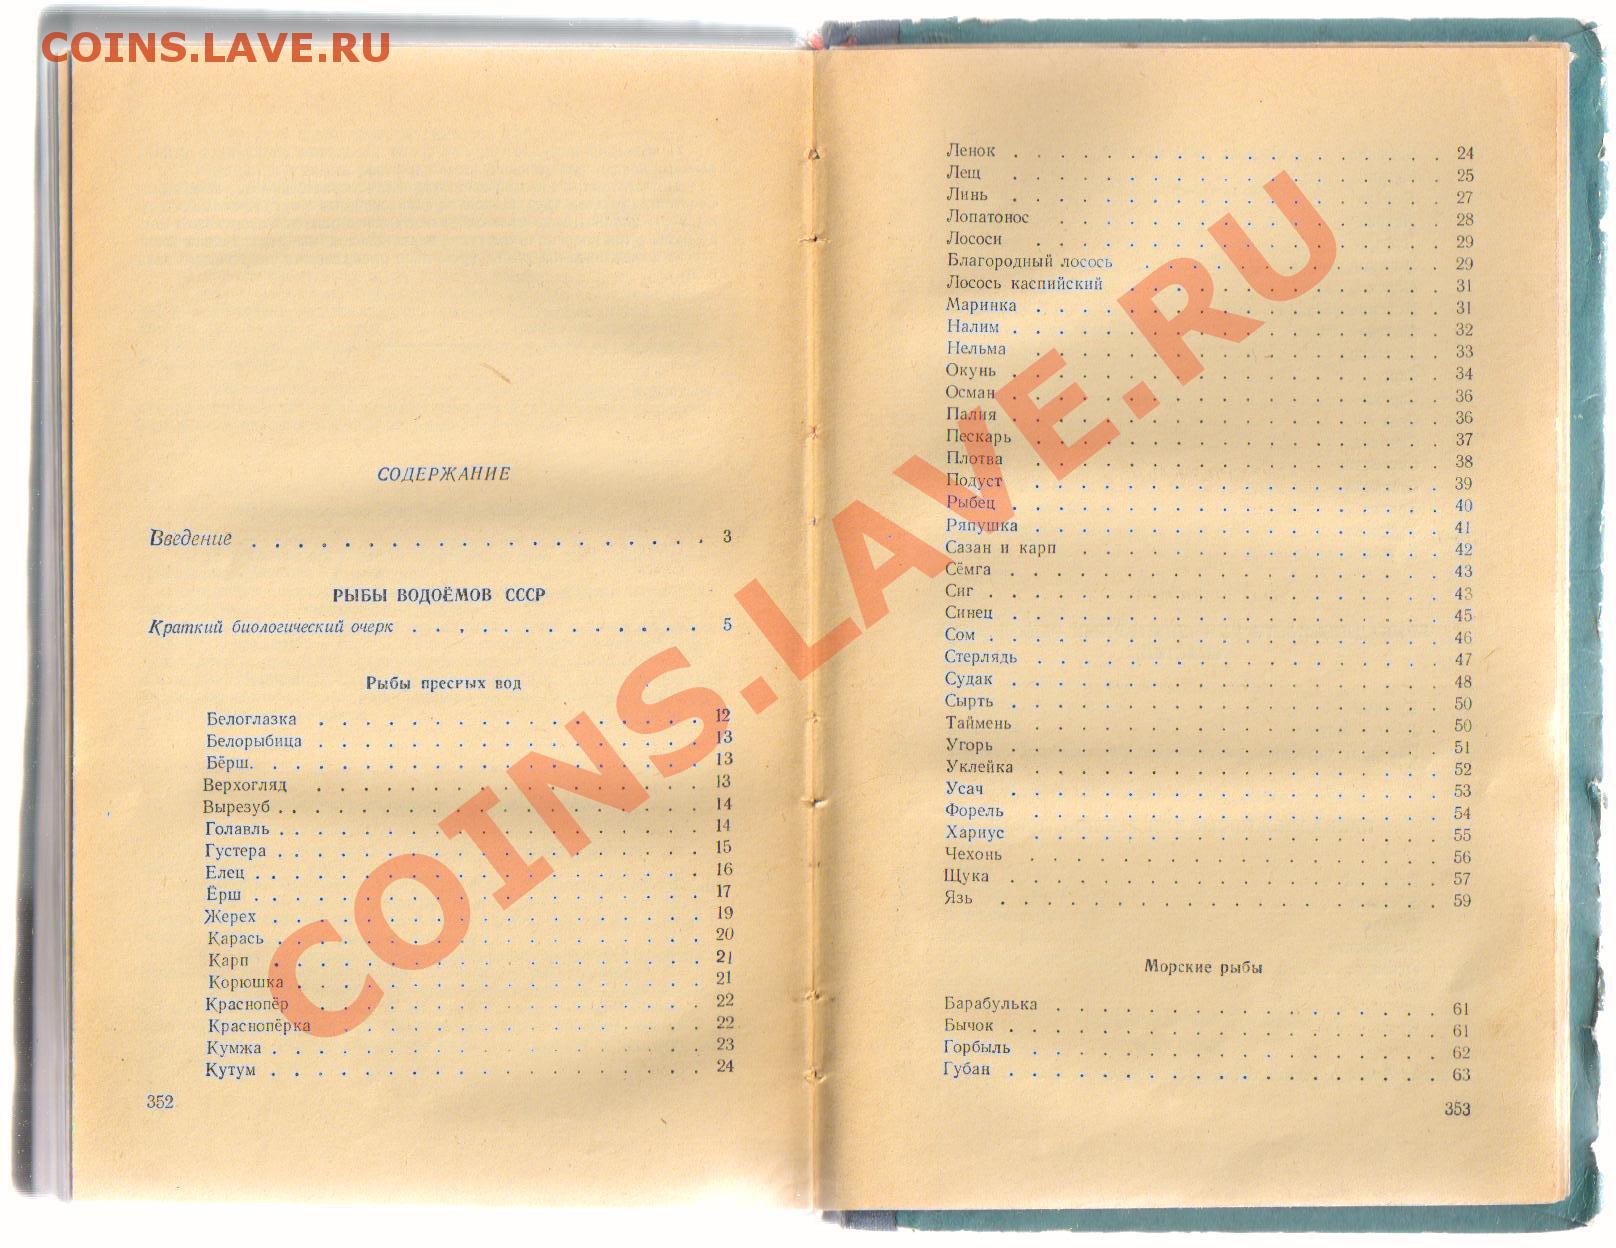 COINS.LAVE.RU
СОДЕРЖАНИЕ
Введение . . . . . . . . . . . . . . . . . . . . 3
РЫБЫ ВОДОЁМОВ СССР
Краткий биологический очерк . . . . . . . . . . . . . 5
Рыбы пресных вод
Белоглазка . . . . . . . . . . . . . . . . . 12
Белорыбица . . . . . . . . . . . . . . . . . 13
Бёрш. . . . . . . . . . . . . . . . . . . . 13
Верхогляд . . . . . . . . . . . . . . . . . 13
Вырезуб . . . . . . . . . . . . . . . . . . 14
Голавль . . . . . . . . . . . . . . . . . . 14
Густера . . . . . . . . . . . . . . . . . . 15
Елец . . . . . . . . . . . . . . . . . . . 16
Ёрш . . . . . . . . . . . . . . . . . . . . 17
Жерех . . . . . . . . . . . . . . . . . . . 19
Карась . . . . . . . . . . . . . . . . . . 20
Карп . . . . . . . . . . . . . . . . . . . 21
Корюшка . . . . . . . . . . . . . . . . . . 21
Краснопёр . . . . . . . . . . . . . . . . . 22
Краснопёрка . . . . . . . . . . . . . . . . 22
Кумжа . . . . . . . . . . . . . . . . . . . 23
Кутум . . . . . . . . . . . . . . . . . . . 24
352
Ленок . . . . . . . . . . . . . . . . . . . 24
Лещ . . . . . . . . . . . . . . . . . . . 25
Линь . . . . . . . . . . . . . . . . . . . 27
Лопатонос . . . . . . . . . . . . . . . . . 28
Лососи . . . . . . . . . . . . . . . . . . 29
Благородный лосось . . . . . . . . . . . . . 29
Лосось каспийский . . . . . . . . . . . . . . 31
Маринка . . . . . . . . . . . . . . . . . . 31
Налим . . . . . . . . . . . . . . . . . . . 32
Нельма . . . . . . . . . . . . . . . . . . 33
Окунь . . . . . . . . . . . . . . . . . . . 34
Осман . . . . . . . . . . . . . . . . . . . 36
Палия . . . . . . . . . . . . . . . . . . . 36
Пескарь . . . . . . . . . . . . . . . . . . 37
Плотва . . . . . . . . . . . . . . . . . . 38
Подуст . . . . . . . . . . . . . . . . . . 39
Рыбец . . . . . . . . . . . . . . . . . . . 40
Ряпушка . . . . . . . . . . . . . . . . . . 41
Сазан и карп . . . . . . . . . . . . . . . . 42
Сёмга . . . . . . . . . . . . . . . . . . . 43
Сиг . . . . . . . . . . . . . . . . . . . . 43
Синец . . . . . . . . . . . . . . . . . . . 45
Сом . . . . . . . . . . . . . . . . . . . . 46
Стерлядь . . . . . . . . . . . . . . . . . . 47
Судак . . . . . . . . . . . . . . . . . . . 48
Сырть . . . . . . . . . . . . . . . . . . . 50
Таймень . . . . . . . . . . . . . . . . . . 50
Угорь . . . . . . . . . . . . . . . . . . . 51
Уклейка . . . . . . . . . . . . . . . . . . 52
Усач . . . . . . . . . . . . . . . . . . . 53
Форель . . . . . . . . . . . . . . . . . . 54
Хариус . . . . . . . . . . . . . . . . . . 55
Чехонь . . . . . . . . . . . . . . . . . . 56
Щука . . . . . . . . . . . . . . . . . . . 57
Язь . . . . . . . . . . . . . . . . . . . 59
Морские рыбы
Барабулька . . . . . . . . . . . . . . . . . 61
Бычок . . . . . . . . . . . . . . . . . . . 61
Горбыль . . . . . . . . . . . . . . . . . . 62
Губан . . . . . . . . . . . . . . . . . . . 63
353
COINS.LAVE.RU